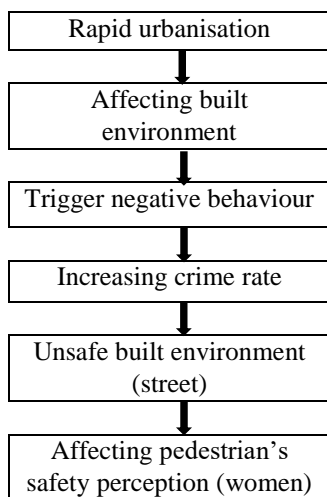 Rapid urbanisation
Affecting built
environment
Trigger negative behaviour
Increasing crime rate
Unsafe built environment
(street)
Affecting pedestrian's
safety perception (women)